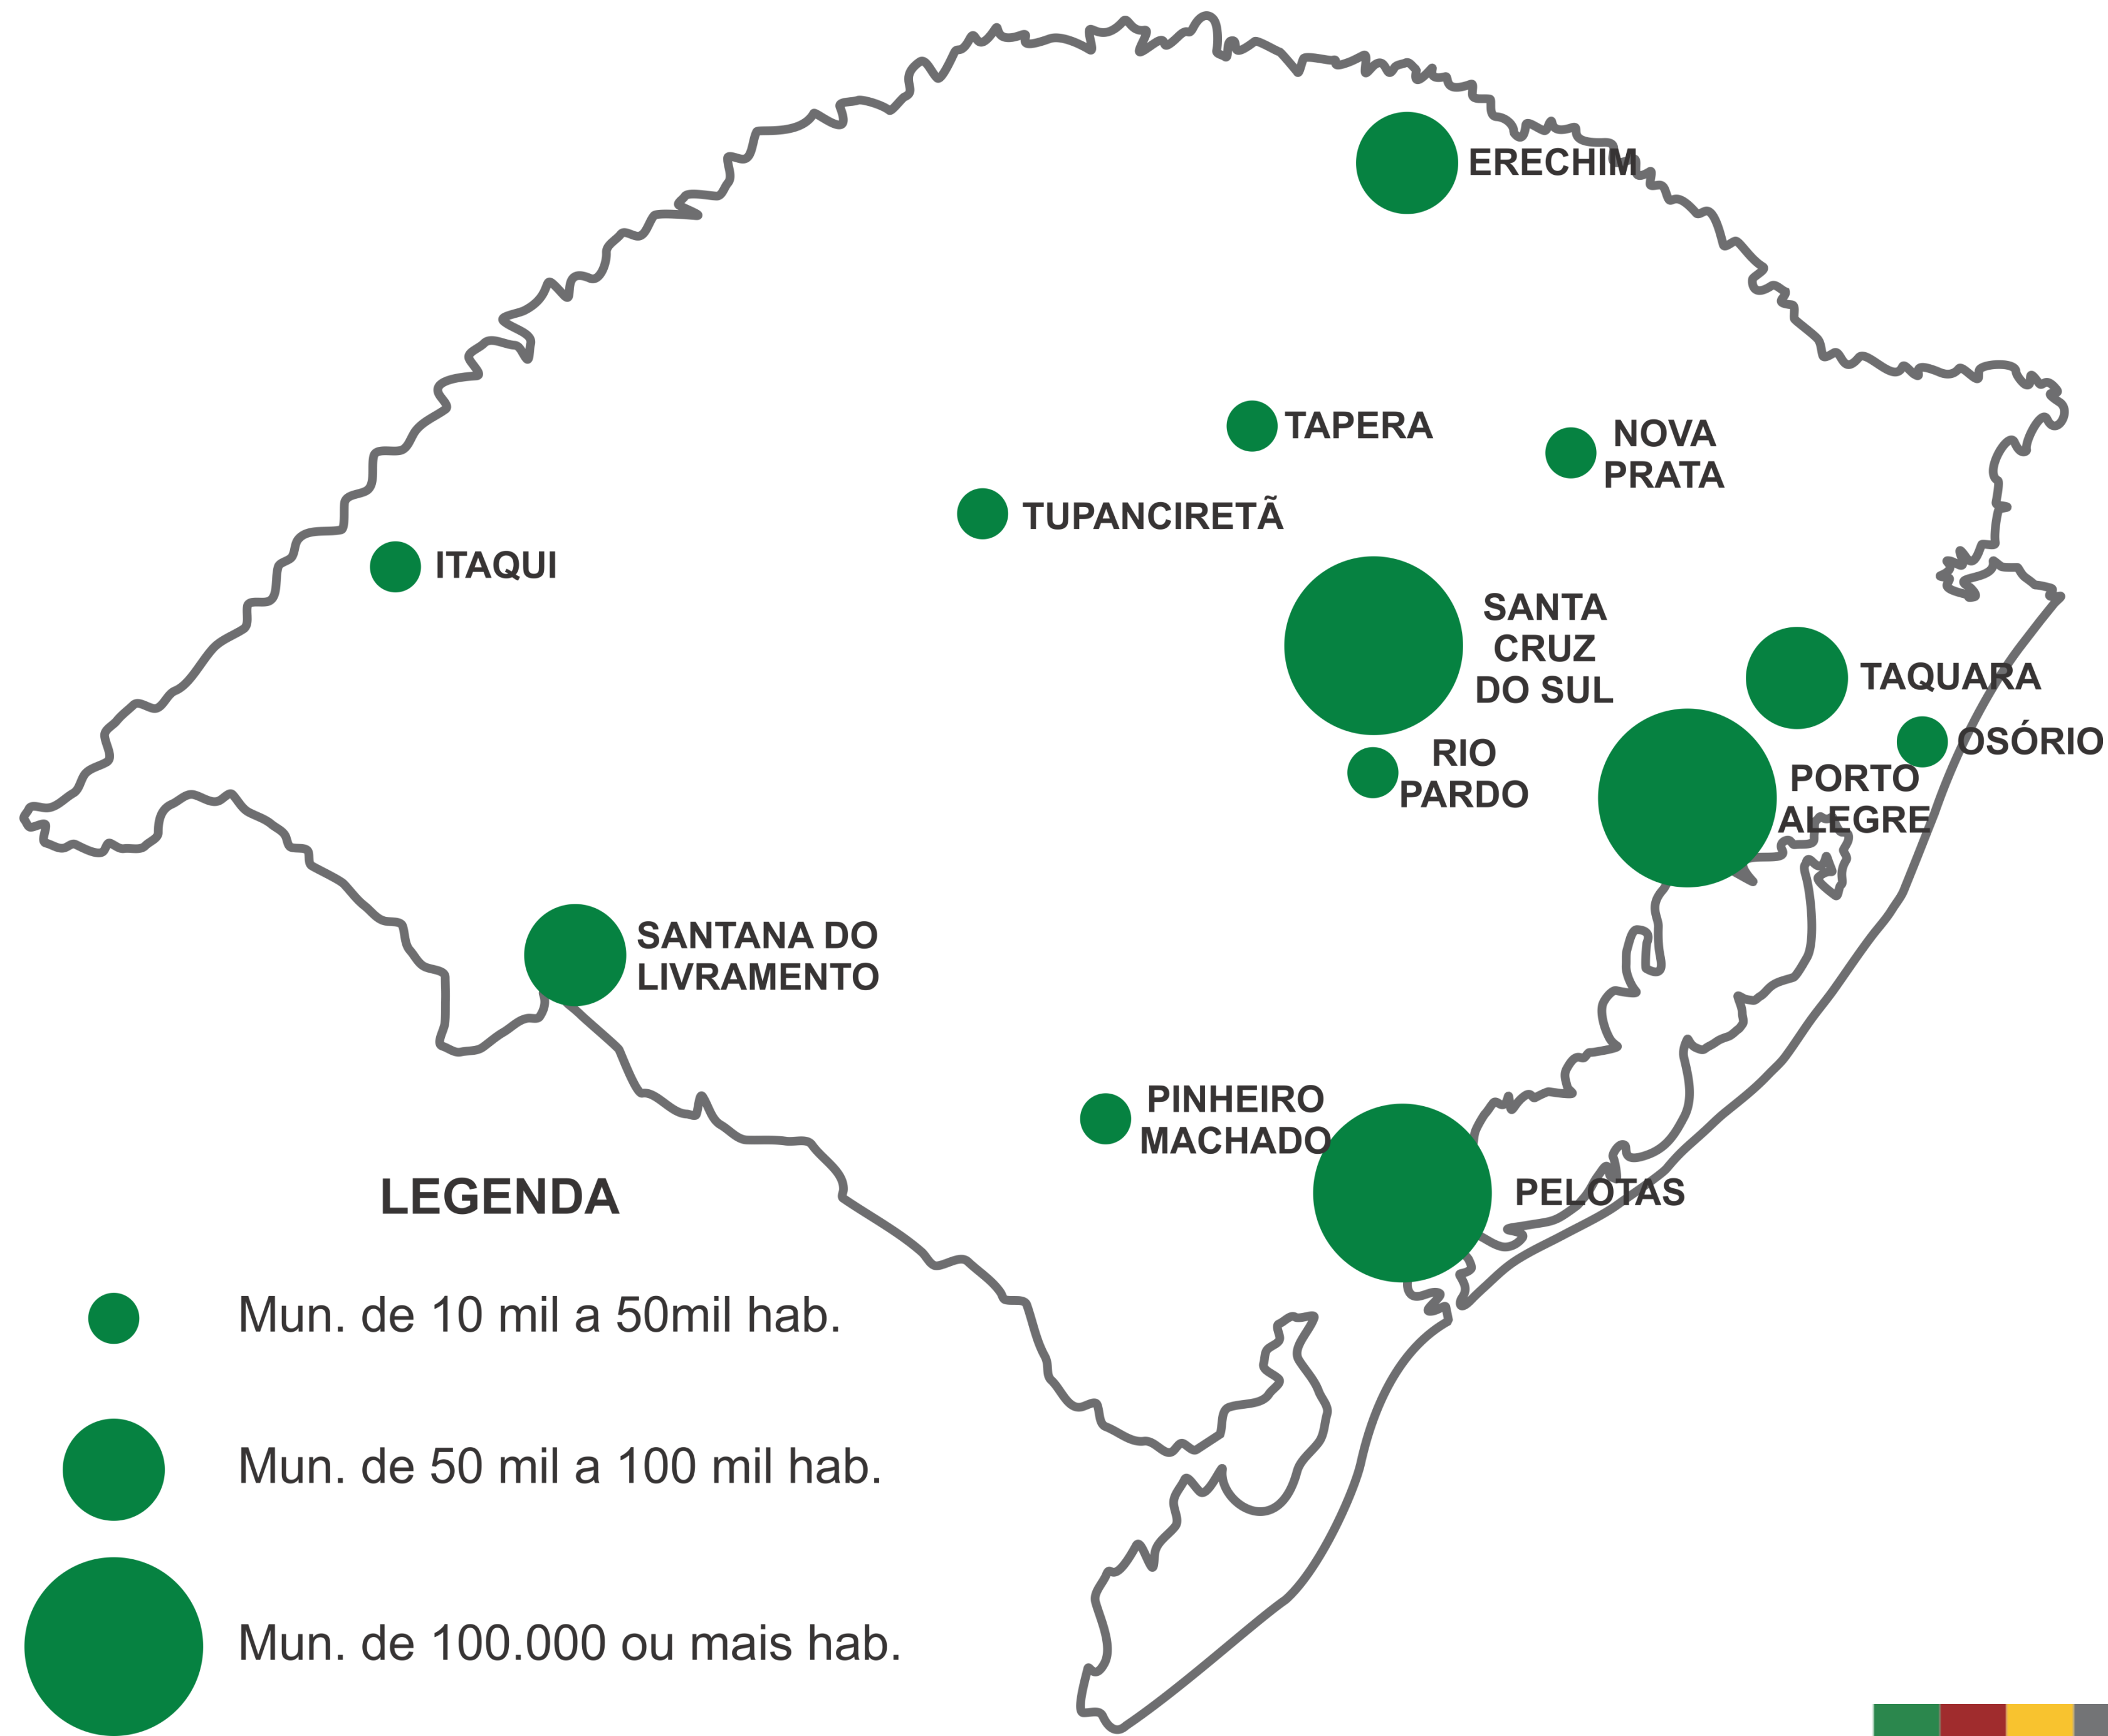 ERECHIM
TAPERA
NOVA
PRATA
TUPANCIRETÃ
ITAQUI
SANTA
CRUZ
DO SUL
TAQUARA
OSÓRIO
RIO
PARDO
PORTO
ALEGRE
SANTANA DO
LIVRAMENTO
PINHEIRO
MACHADO
PELOTAS
LEGENDA
Mun. de 10 mil a 50mil hab.
Mun. de 50 mil a 100 mil hab.
Mun. de 100.000 ou mais hab.